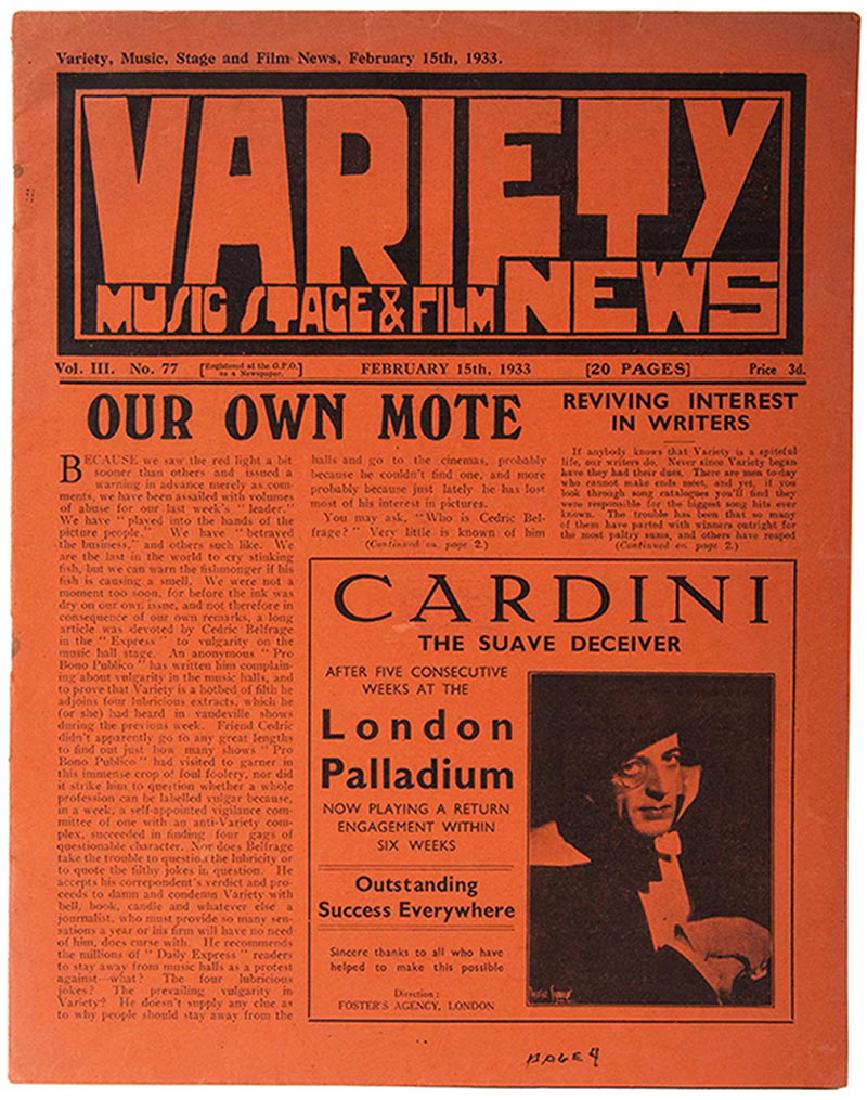 Variety, Music, Stage and Film News, February 15th, 1933.
VARIETY
MUSIC STAGE & FILM NEWS
Vol. III. No. 77 [Registered at the G.P.O. as a Newspaper.] FEBRUARY 15th, 1933 [20 PAGES] Price 3d.
OUR OWN MOTE
BECAUSE we saw the red light a bit
sooner than others and issued a
warning in advance merely as com-
ments, we have been assailed with volumes
of abuse for our last week's "leader."
We have "played into the hands of the
picture people." We have "betrayed
the business," and others such like. We
are the last in the world to cry stinking
fish, but we can warn the fishmonger if his
fish is causing a smell. We were not a
moment too soon, for before the ink was
dry on our own issue, and not therefore in
consequence of our own remarks, a long
article was devoted by Cedric Belfrage
in the "Express" to vulgarity on the
music hall stage. An anonymous "Pro
Bono Publico" has written him complain-
ing about vulgarity in the music halls, and
to prove that Variety is a hotbed of filth he
adjoins four lubricious extracts, which he
(or she) had heard in vaudeville shows
during the previous week. Friend Cedric
didn't apparently go to any great lengths
to find out just how many shows "Pro
Bono Publico" had visited to garner in
this immense crop of foul foolery, nor did
it strike him to question whether a whole
profession can be labelled vulgar because,
in a week, a self-appointed vigilance com-
mittee of one with an anti-Variety com-
plex, succeeded in finding four gags of
questionable character. Nor does Belfrage
take the trouble to question the lubricity or
to quote the filthy jokes in question. He
accepts his correpondent's verdict and pro-
ceeds to damn and condemn Variety with
bell, book, candle and whatever else a
journalist, who must provide so many sen-
sations a year or his firm will have no need
of him, does curse with. He recommends
the millions of "Daily Express" readers
to stay away from music halls as a protest
against—what? The four lubricious
jokes? The prevailing vulgarity in
Variety? He doesn't supply any clue as
to why people should stay away from the
halls and go to the cinemas, probably
because he couldn't find one, and more
probably because just lately he has lost
most of his interest in pictures.
You may ask, "Who is Cedric Bel-
frage?" Very little is known of him
(Continued on page 2.)
REVIVING INTEREST
IN WRITERS
If anybody knows that Variety is a spiteful
life, our writers do. Never since Variety began
have they had their dues. There are men to-day
who cannot make ends meet, and yet, if you
look through song catalogues you'll find they
were responsible for the biggest song hits ever
known. The trouble has been that so many
of them have parted with winners outright for
the most paltry sums, and others have reaped
(Continued on page 2.)
CARDINI
THE SUAVE DECEIVER
AFTER FIVE CONSECUTIVE
WEEKS AT THE
London
Palladium
NOW PLAYING A RETURN
ENGAGEMENT WITHIN
SIX WEEKS
Outstanding
Success Everywhere
Sincere thanks to all who have
helped to make this possible
Direction:
FOSTER'S AGENCY, LONDON
PAGE 4